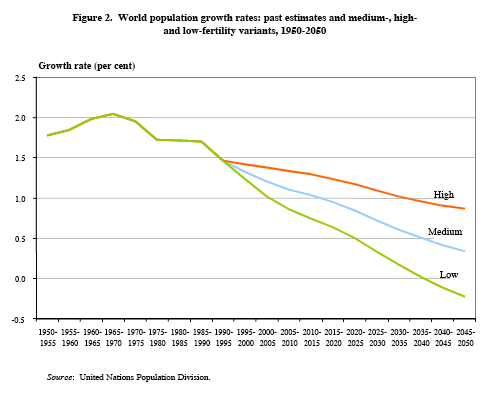 Figure 2. World population growth rates: past estimates and medium-, high-
and low-fertility variants, 1950-2050
Growth rate (per cent)
2.5
2.0
1.5
1.0
0.5
0.0
-0.5
High
Medium
Low
1950- 1955- 1960- 1965- 1970- 1975- 1980- 1985- 1990- 1995- 2000- 2005- 2010- 2015- 2020- 2025- 2030- 2035- 2040- 2045-
1955 1960 1965 1970 1975 1980 1985 1990 1995 2000 2005 2010 2015 2020 2025 2030 2035 2040 2045 2050
Source: United Nations Population Division.